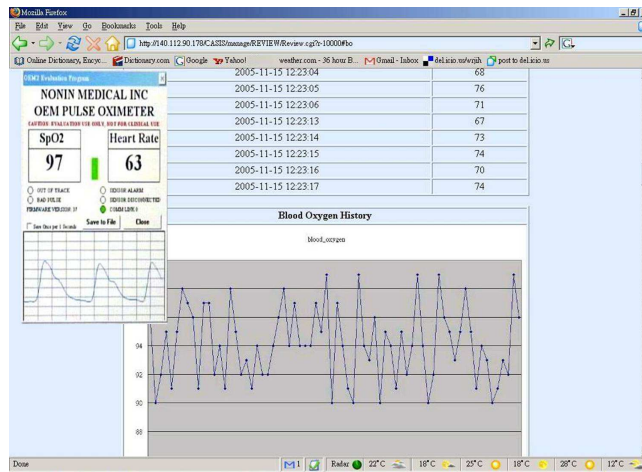 Mozilla Firefox
File Edit View Go Bookmarks Tools Help
http://140.112.90.178/CASIS/manage/REVIEW/Review.cgi?r-10000#bo
Online Dictionary, Encyc... Dictionary.com Google Yahoo! weather.com - 36 hour B... Gmail - Inbox del.icio.us/wrjih post to del.icio.us
2005-11-15 12:23:04 68
2005-11-15 12:23:05 76
2005-11-15 12:23:06 71
2005-11-15 12:23:13 67
2005-11-15 12:23:14 73
2005-11-15 12:23:15 74
2005-11-15 12:23:16 70
2005-11-15 12:23:17 74
OEM3 Evaluation Program
NONIN MEDICAL INC
OEM PULSE OXIMETER
CAUTION: EVALUATION USE ONLY, NOT FOR CLINICAL USE
SpO2 Heart Rate
97 63
OUT OF TRACK SENSOR ALARM
BAD PULSE SENSOR DISCONNECTED
FIRMWARE VERSION: 37 COMM LINK
Save Once per 1 Seconds Save to File Close
Blood Oxygen History
blood_oxygen
94
92
90
88
Done 1 Radar 22°C 18°C 25°C 18°C 28°C 12°C